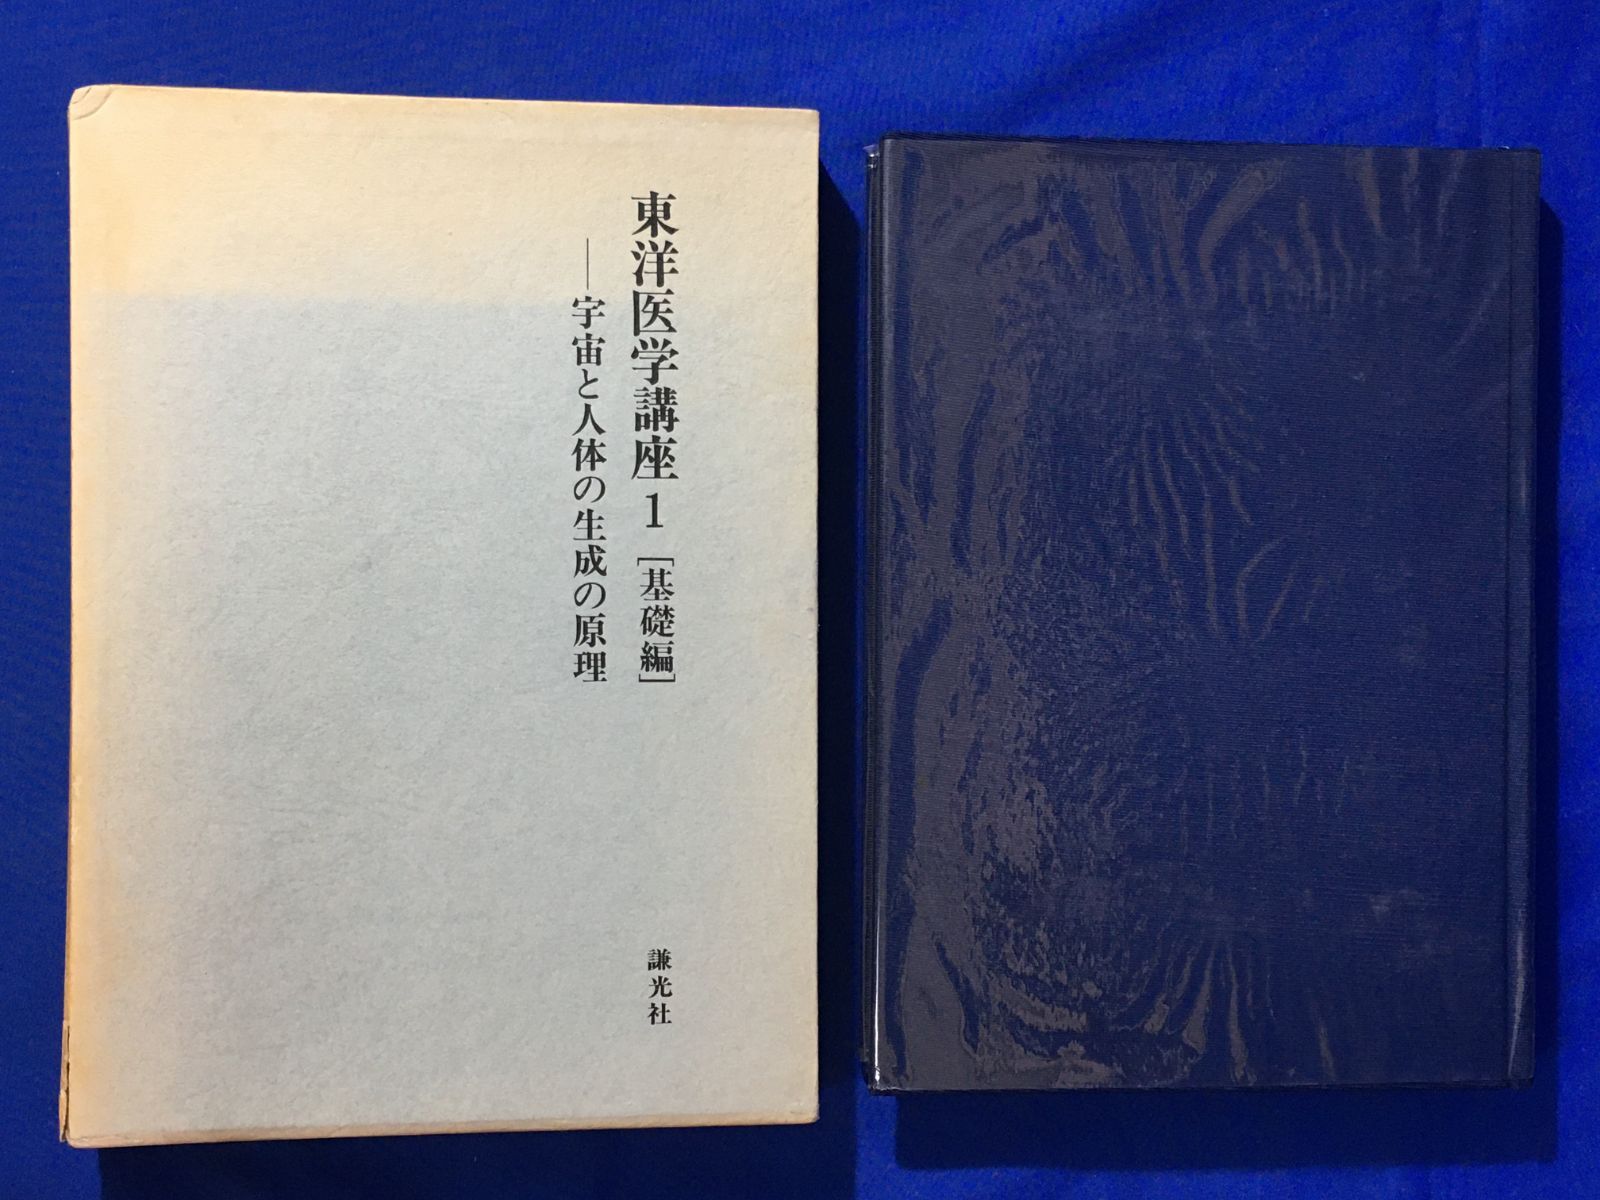 東洋医学講座1[基礎編]
―宇宙と人体の生成の原理
謙光社